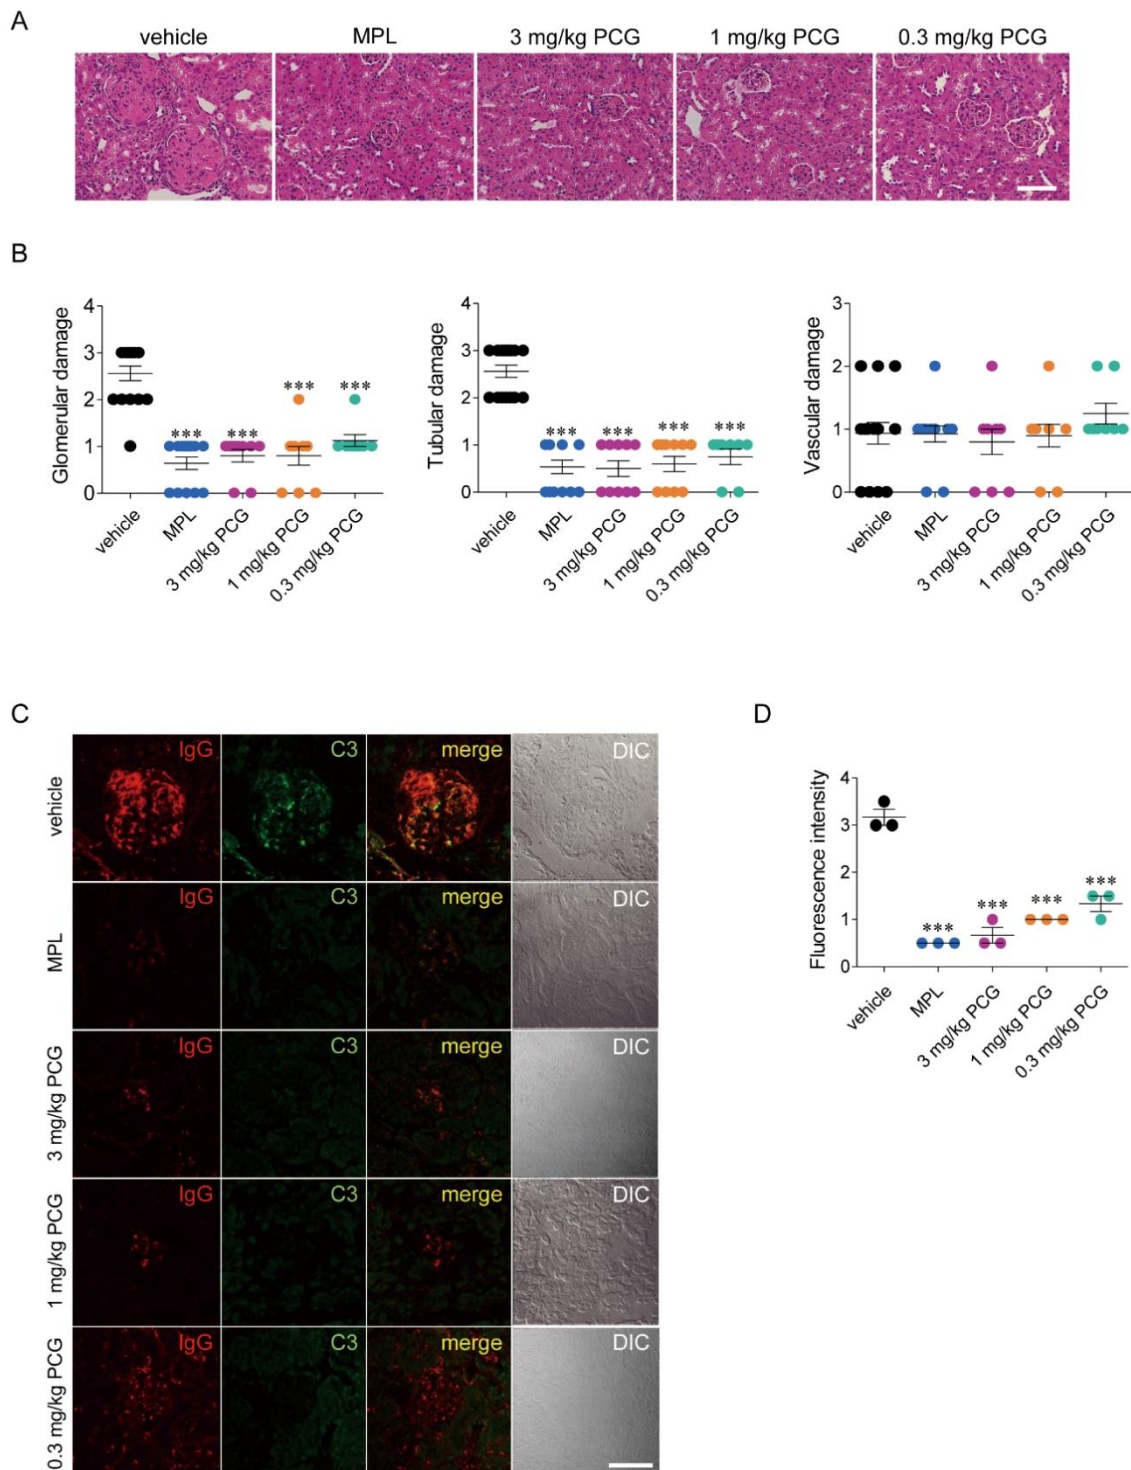 A
vehicle
MPL
3 mg/kg PCG
1 mg/kg PCG
0.3 mg/kg PCG
B
Glomerular damage
4
3
2
1
0
***
***
***
***
vehicle
MPL
3 mg/kg PCG
1 mg/kg PCG
0.3 mg/kg PCG
Tubular damage
4
3
2
1
0
***
***
***
***
vehicle
MPL
3 mg/kg PCG
1 mg/kg PCG
0.3 mg/kg PCG
Vascular damage
3
2
1
0
vehicle
MPL
3 mg/kg PCG
1 mg/kg PCG
0.3 mg/kg PCG
C
vehicle
IgG
C3
merge
DIC
MPL
IgG
C3
merge
DIC
3 mg/kg PCG
IgG
C3
merge
DIC
1 mg/kg PCG
IgG
C3
merge
DIC
0.3 mg/kg PCG
IgG
C3
merge
DIC
D
Fluorescence intensity
4
3
2
1
0
***
***
***
***
vehicle
MPL
3 mg/kg PCG
1 mg/kg PCG
0.3 mg/kg PCG